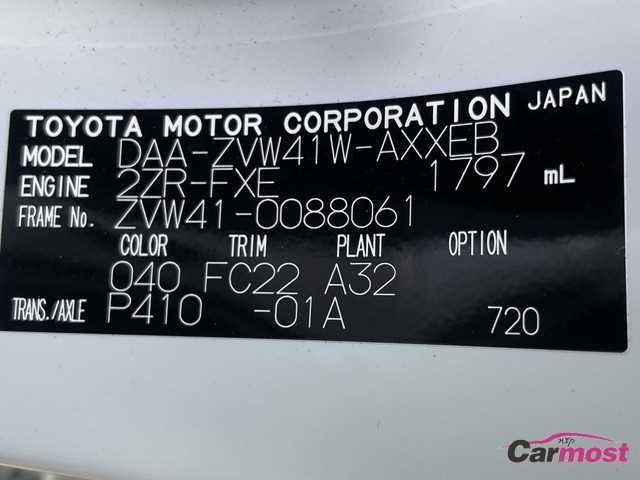 TOYOTA MOTOR CORPORATION JAPAN
MODEL DAA-ZVW41W-AXXEB
ENGINE 2ZR-FXE 1797 mL
FRAME No. ZVW41-0088061
COLOR TRIM PLANT OPTION
040 FC22 A32
TRANS./AXLE P410 -01A 720
Carmost